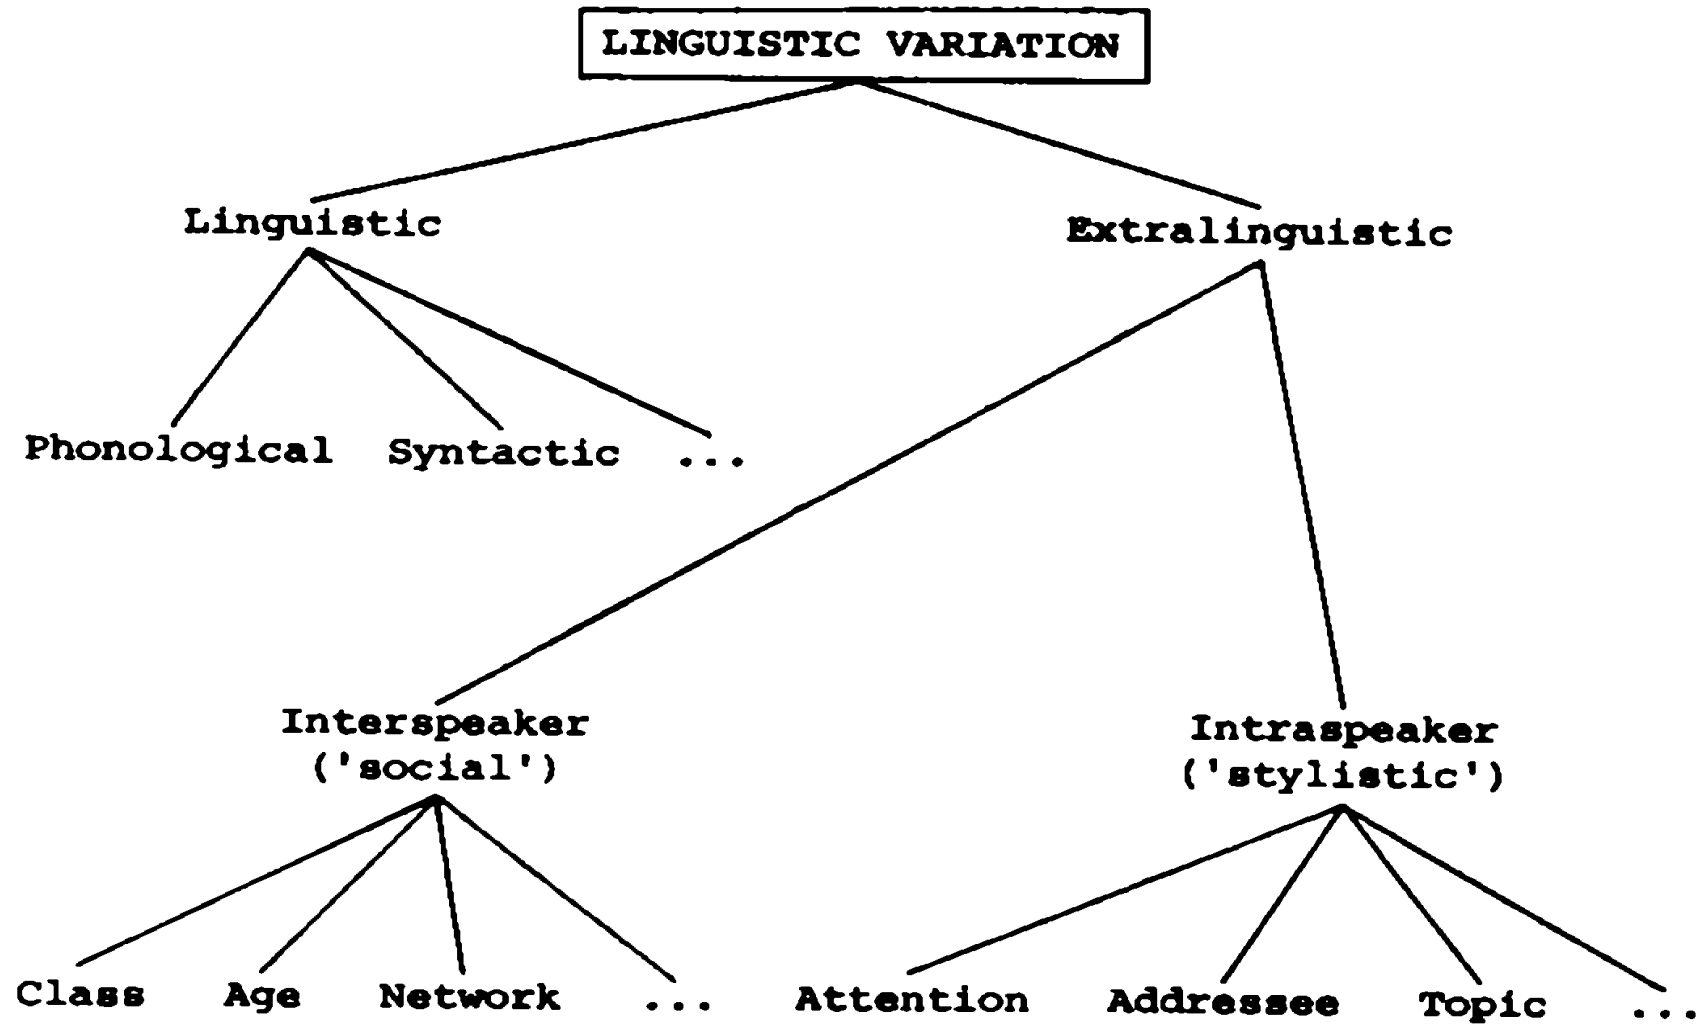 LINGUISTIC VARIATION
Linguistic
Extralinguistic
Phonological
Syntactic
...
Interspeaker
('social')
Intraspeaker
('stylistic')
Class
Age
Network
...
Attention
Addressee
Topic
...